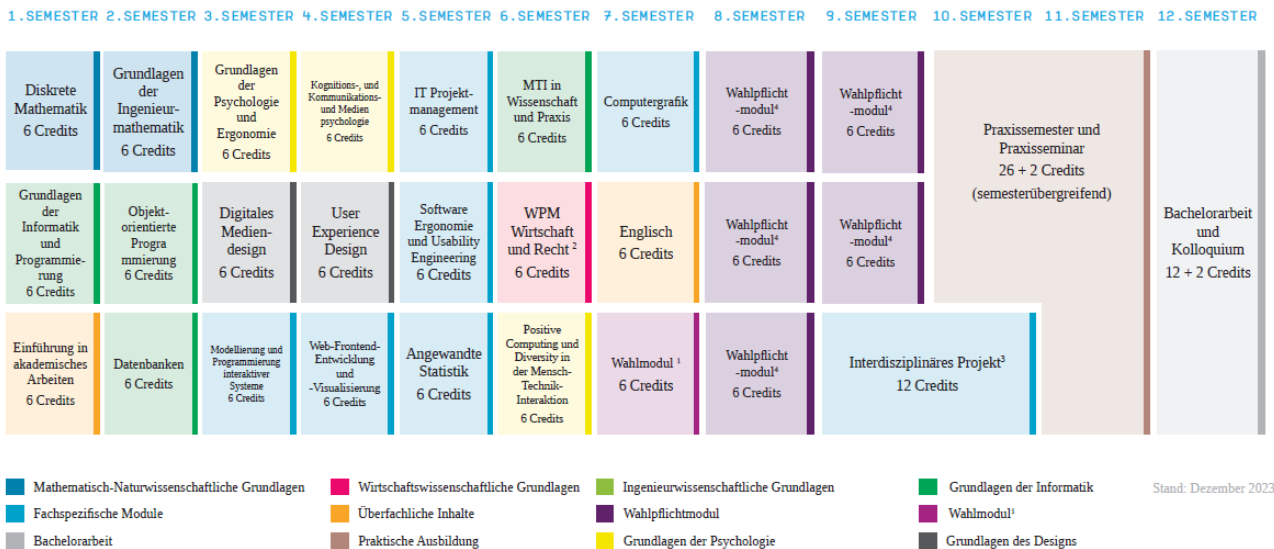 1.SEMESTER 2.SEMESTER 3.SEMESTER 4.SEMESTER 5.SEMESTER 6.SEMESTER 7.SEMESTER 8.SEMESTER 9.SEMESTER 10.SEMESTER 11.SEMESTER 12.SEMESTER
Diskrete
Mathematik
6 Credits
Grundlagen
der
Ingenieur-
mathematik
6 Credits
Grundlagen
der
Psychologie
und
Ergonomie
6 Credits
Kognitions-, und
Kommunikations-
und Medien
psychologie
6 Credits
IT Projekt-
management
6 Credits
MTI in
Wissenschaft
und Praxis
6 Credits
Computergrafik
6 Credits
Wahlpflicht
-modul⁴
6 Credits
Wahlpflicht
-modul⁴
6 Credits
Praxissemester und
Praxisseminar
26 + 2 Credits
(semesterübergreifend)
Bachelorarbeit
und
Kolloquium
12 + 2 Credits
Grundlagen
der
Informatik
und
Programmie-
rung
6 Credits
Objekt-
orientierte
Progra
mmierung
6 Credits
Digitales
Medien-
design
6 Credits
User
Experience
Design
6 Credits
Software
Ergonomie
und Usability
Engineering
6 Credits
WPM
Wirtschaft
und Recht ²
6 Credits
Englisch
6 Credits
Wahlpflicht
-modul⁴
6 Credits
Wahlpflicht
-modul⁴
6 Credits
Einführung in
akademisches
Arbeiten
6 Credits
Datenbanken
6 Credits
Modellierung und
Programmierung
interaktiver
Systeme
6 Credits
Web-Frontend-
Entwicklung
und
-Visualisierung
6 Credits
Angewandte
Statistik
6 Credits
Positive
Computing und
Diversity in
der Mensch-
Technik-
Interaktion
6 Credits
Wahlmodul ¹
6 Credits
Wahlpflicht
-modul⁴
6 Credits
Interdisziplinäres Projekt³
12 Credits
Mathematisch-Naturwissenschaftliche Grundlagen
Wirtschaftswissenschaftliche Grundlagen
Ingenieurwissenschaftliche Grundlagen
Grundlagen der Informatik
Stand: Dezember 2023
Fachspezifische Module
Überfachliche Inhalte
Wahlpflichtmodul
Wahlmodul¹
Bachelorarbeit
Praktische Ausbildung
Grundlagen der Psychologie
Grundlagen des Designs